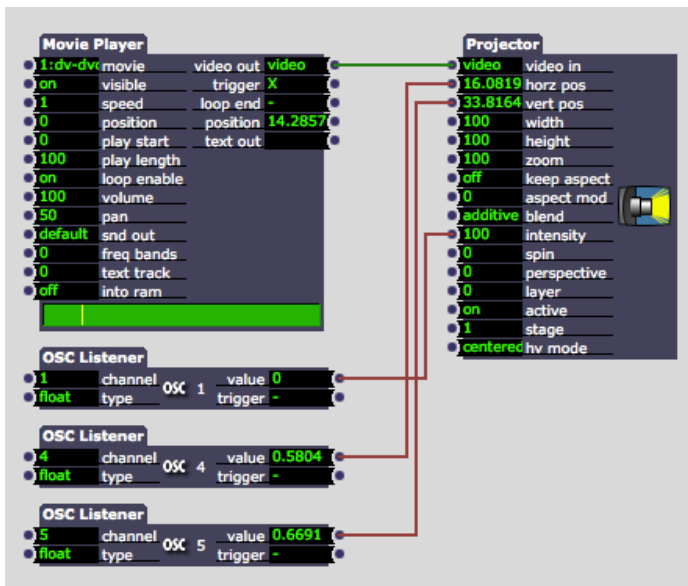 Movie Player
1:dv-dvc movie video out video
on visible trigger X
1 speed loop end -
0 position position 14.2857
0 play start text out
100 play length
on loop enable
100 volume
50 pan
default snd out
0 freq bands
0 text track
off into ram
OSC Listener
1 channel OSC 1 value 0
float type trigger -
OSC Listener
4 channel OSC 4 value 0.5804
float type trigger -
OSC Listener
5 channel OSC 5 value 0.6691
float type trigger -
Projector
video video in
16.0819 horz pos
33.8164 vert pos
100 width
100 height
100 zoom
off keep aspect
0 aspect mod
additive blend
100 intensity
0 spin
0 perspective
0 layer
on active
1 stage
centered hv mode